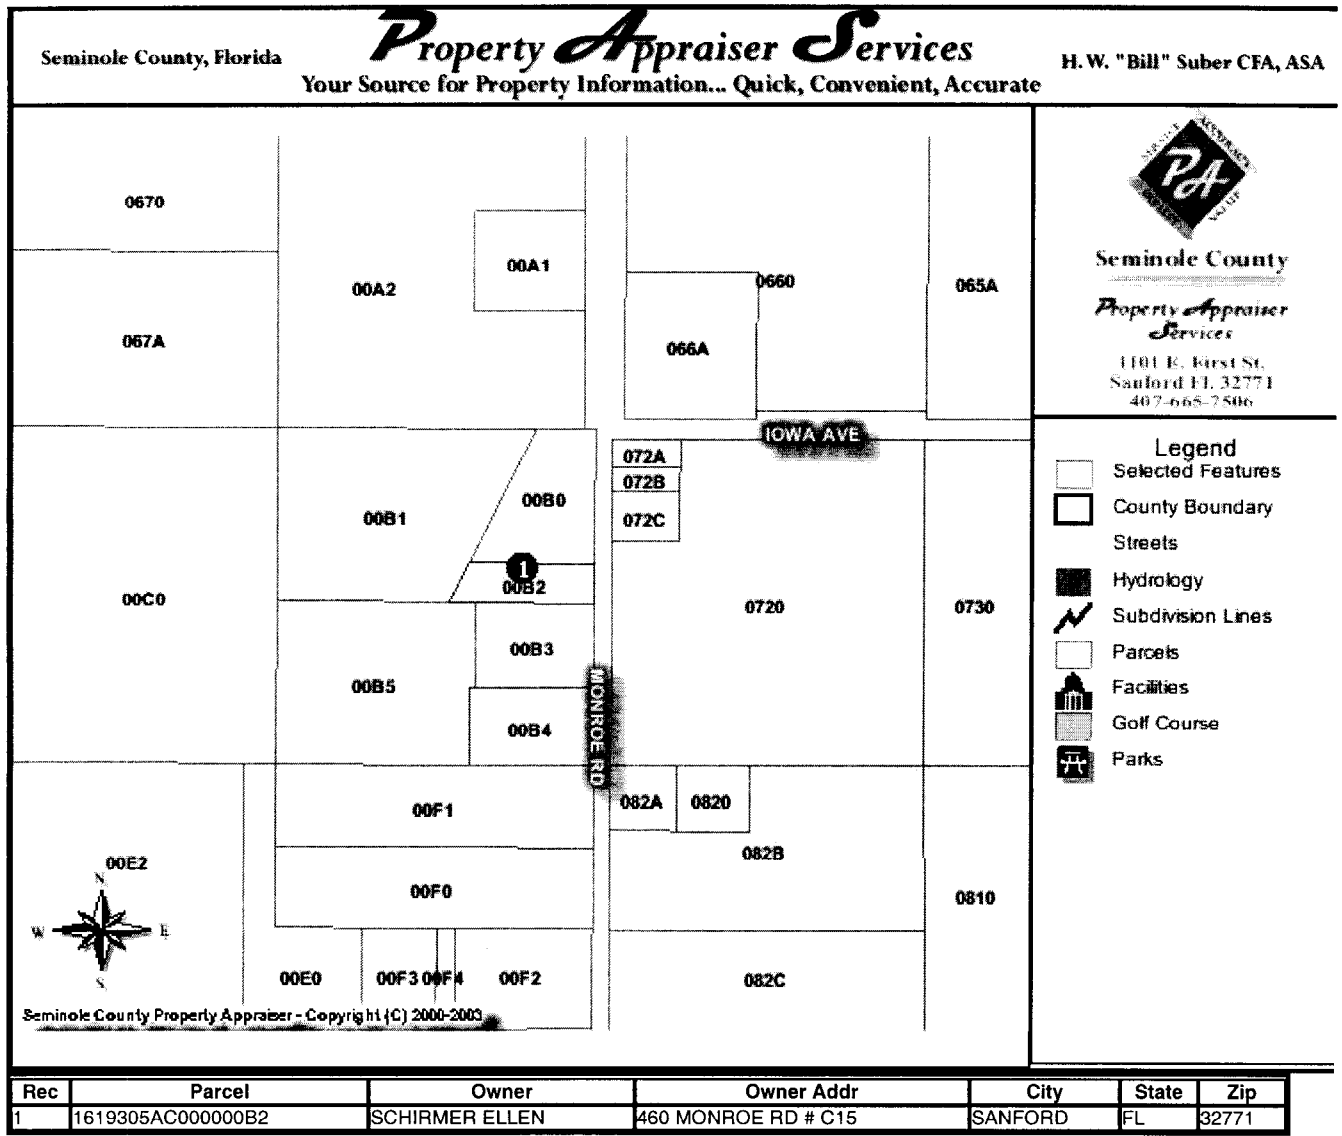 Seminole County, Florida
Property Appraiser Services
Your Source for Property Information... Quick, Convenient, Accurate
H. W. "Bill" Suber CFA, ASA
0670
067A
00A2
00A1
0660
066A
065A
IOWA AVE
072A
072B
072C
00B1
00B0
1
00B2
00C0
0720
0730
00B3
00B5
00B4
MONROE RD
00F1
082A
0820
082B
00E2
00F0
0810
N
W
E
S
00E0
00F3
00F4
00F2
082C
Seminole County Property Appraiser - Copyright (C) 2000-2003
PA
Seminole County
Property Appraiser
Services
1101 E. First St.
Sanford Fl. 32771
407-665-7506
Legend
Selected Features
County Boundary
Streets
Hydrology
Subdivision Lines
Parcels
Facilities
Golf Course
Parks
Rec Parcel Owner Owner Addr City State Zip
1 1619305AC000000B2 SCHIRMER ELLEN 460 MONROE RD # C15 SANFORD FL 32771